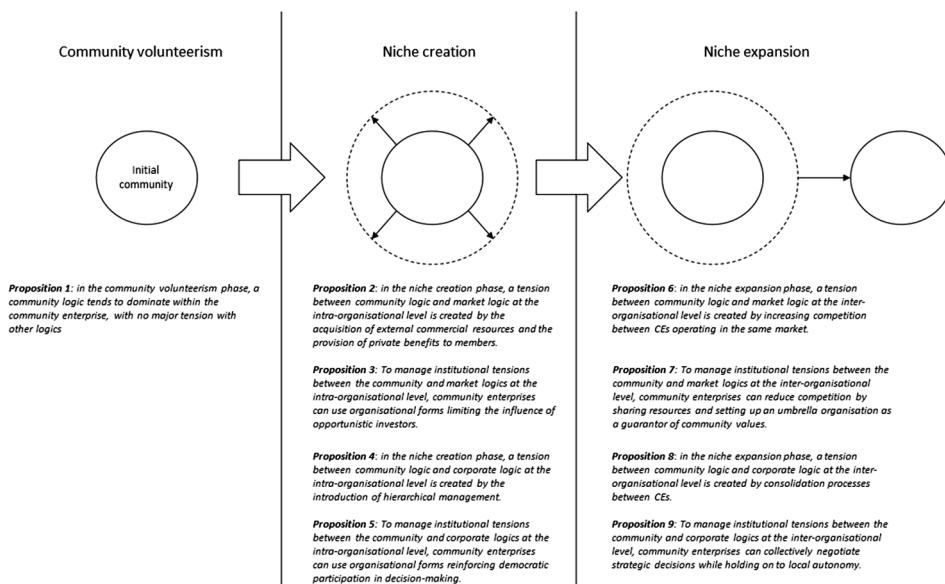 Community volunteerism
Initial
community
Proposition 1: in the community volunteerism phase, a
community logic tends to dominate within the
community enterprise, with no major tension with
other logics
Niche creation
Proposition 2: in the niche creation phase, a tension
between community logic and market logic at the
intra-organisational level is created by the
acquisition of external commercial resources and the
provision of private benefits to members.
Proposition 3: To manage institutional tensions
between the community and market logics at the
intra-organisational level, community enterprises
can use organisational forms limiting the influence of
opportunistic investors.
Proposition 4: in the niche creation phase, a tension
between community logic and corporate logic at the
intra-organisational level is created by the
introduction of hierarchical management.
Proposition 5: To manage institutional tensions
between the community and corporate logics at the
intra-organisational level, community enterprises
can use organisational forms reinforcing democratic
participation in decision-making.
Niche expansion
Proposition 6: in the niche expansion phase, a tension
between community logic and market logic at the inter-
organisational level is created by increasing competition
between CEs operating in the same market.
Proposition 7: To manage institutional tensions between the
community and market logics at the inter-organisational
level, community enterprises can reduce competition by
sharing resources and setting up an umbrella organisation as
a guarantor of community values.
Proposition 8: in the niche expansion phase, a tension
between community logic and corporate logic at the inter-
organisational level is created by consolidation processes
between CEs.
Proposition 9: To manage institutional tensions between the
community and corporate logics at the inter-organisational
level, community enterprises can collectively negotiate
strategic decisions while holding on to local autonomy.